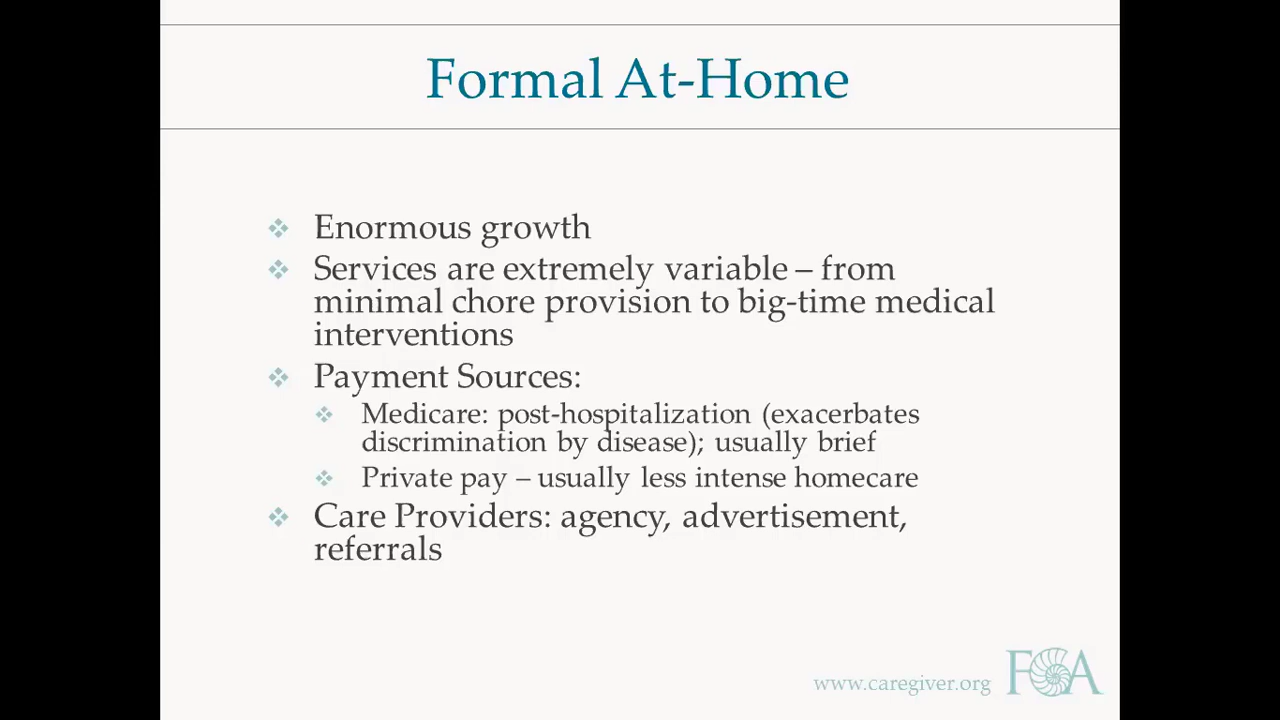 Formal At-Home
Enormous growth
Services are extremely variable – from
minimal chore provision to big-time medical
interventions
Payment Sources:
Medicare: post-hospitalization (exacerbates
discrimination by disease); usually brief
Private pay – usually less intense homecare
Care Providers: agency, advertisement,
referrals
www.caregiver.org FCA